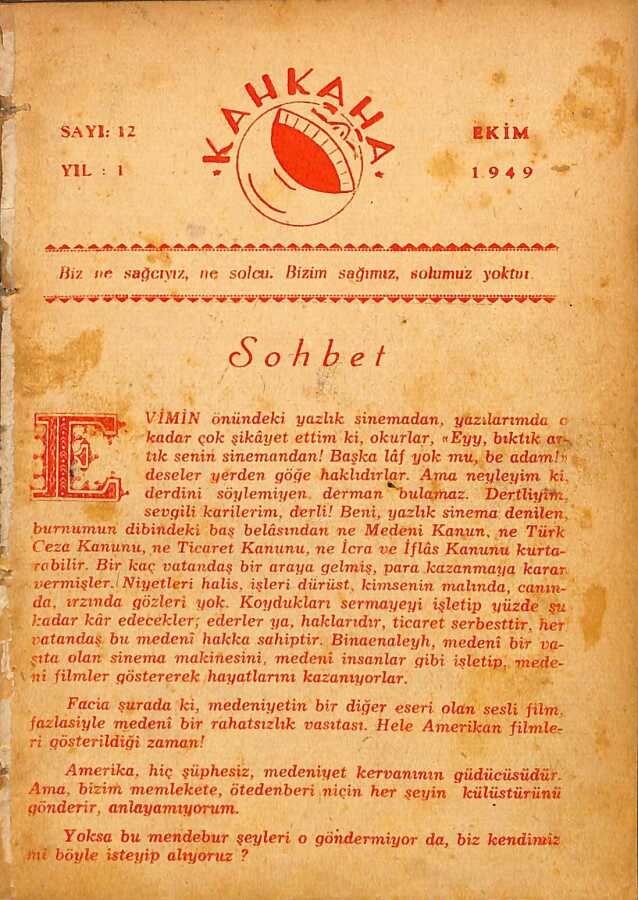 KAHKAHA
SAYI: 12
EKİM
YIL : 1
1949
Biz ne sağcıyız, ne solcu. Bizim sağımız, solumuz yoktur.
Sohbet
EVİMİN önündeki yazlık sinemadan, yazılarımda o
kadar çok şikâyet ettim ki, okurlar, «Eyy, bıktık ar-
tık senin sinemandan! Başka lâf yok mu, be adam!»
deseler yerden göğe haklıdırlar. Ama neyleyim ki,
derdini söylemiyen derman bulamaz. Dertliyim,
sevgili karilerim, derli! Beni, yazlık sinema denilen,
burnumun dibindeki baş belâsından ne Medeni Kanun, ne Türk
Ceza Kanunu, ne Ticaret Kanunu, ne İcra ve İflâs Kanunu kurta-
rabilir. Bir kaç vatandaş bir araya gelmiş, para kazanmaya karar
vermişler. Niyetleri halis, işleri dürüst, kimsenin malında, canın-
da, ırzında gözleri yok. Koydukları sermayeyi işletip yüzde şu
kadar kâr edecekler; ederler ya, haklarıdır, ticaret serbesttir, her
vatandaş bu medenî hakka sahiptir. Binaenaleyh, medenî bir va-
sıta olan sinema makinesini, medenî insanlar gibi işletip, mede-
ni filmler göstererek hayatlarını kazanıyorlar.
Facia şurada ki, medeniyetin bir diğer eseri olan sesli film,
fazlasiyle medenî bir rahatsızlık vasıtası. Hele Amerikan filmle-
ri gösterildiği zaman!
Amerika, hiç şüphesiz, medeniyet kervanının güdücüsüdür.
Ama, bizim memlekete, ötedenberi niçin her şeyin külüstürünü
gönderir, anlayamıyorum.
Yoksa bu mendebur şeyleri o göndermiyor da, biz kendimiz
mi böyle isteyip alıyoruz ?